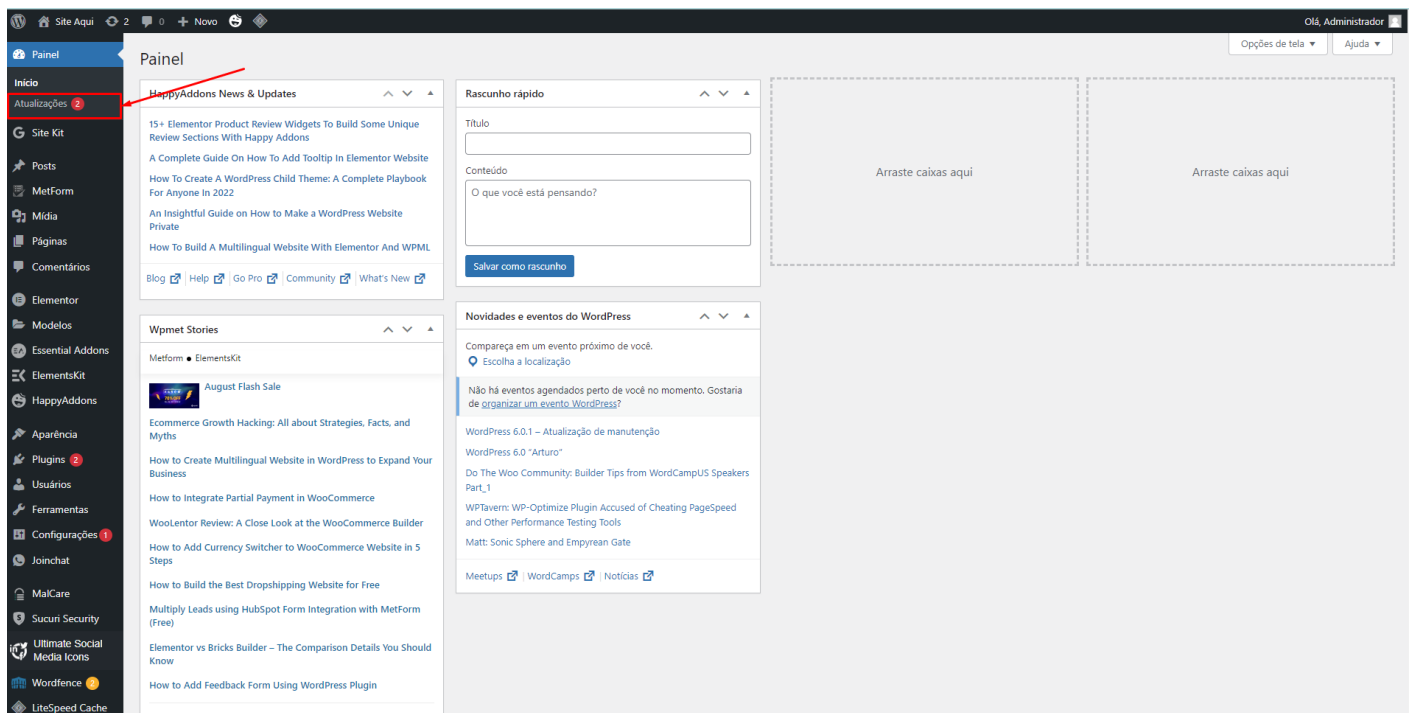 Site Aqui 2 0 + Novo
Olá, Administrador
Opções de tela ▼ Ajuda ▼
Painel
Início
Atualizações 2
Site Kit
Posts
MetForm
Mídia
Páginas
Comentários
Elementor
Modelos
Essential Addons
ElementsKit
HappyAddons
Aparência
Plugins 2
Usuários
Ferramentas
Configurações 1
Joinchat
MalCare
Sucuri Security
Ultimate Social
Media Icons
Wordfence 2
LiteSpeed Cache
Painel
HappyAddons News & Updates
15+ Elementor Product Review Widgets To Build Some Unique
Review Sections With Happy Addons
A Complete Guide On How To Add Tooltip In Elementor Website
How To Create A WordPress Child Theme: A Complete Playbook
For Anyone In 2022
An Insightful Guide on How to Make a WordPress Website
Private
How To Build A Multilingual Website With Elementor And WPML
Blog | Help | Go Pro | Community | What's New
Wpmet Stories
Metform ● ElementsKit
August Flash Sale
Ecommerce Growth Hacking: All about Strategies, Facts, and
Myths
How to Create Multilingual Website in WordPress to Expand Your
Business
How to Integrate Partial Payment in WooCommerce
WooLentor Review: A Close Look at the WooCommerce Builder
How to Add Currency Switcher to WooCommerce Website in 5
Steps
How to Build the Best Dropshipping Website for Free
Multiply Leads using HubSpot Form Integration with MetForm
(Free)
Elementor vs Bricks Builder – The Comparison Details You Should
Know
How to Add Feedback Form Using WordPress Plugin
Rascunho rápido
Título
Conteúdo
O que você está pensando?
Salvar como rascunho
Novidades e eventos do WordPress
Compareça em um evento próximo de você.
Escolha a localização
Não há eventos agendados perto de você no momento. Gostaria
de organizar um evento WordPress?
WordPress 6.0.1 – Atualização de manutenção
WordPress 6.0 "Arturo"
Do The Woo Community: Builder Tips from WordCampUS Speakers
Part_1
WPTavern: WP-Optimize Plugin Accused of Cheating PageSpeed
and Other Performance Testing Tools
Matt: Sonic Sphere and Empyrean Gate
Meetups | WordCamps | Notícias
Arraste caixas aqui
Arraste caixas aqui